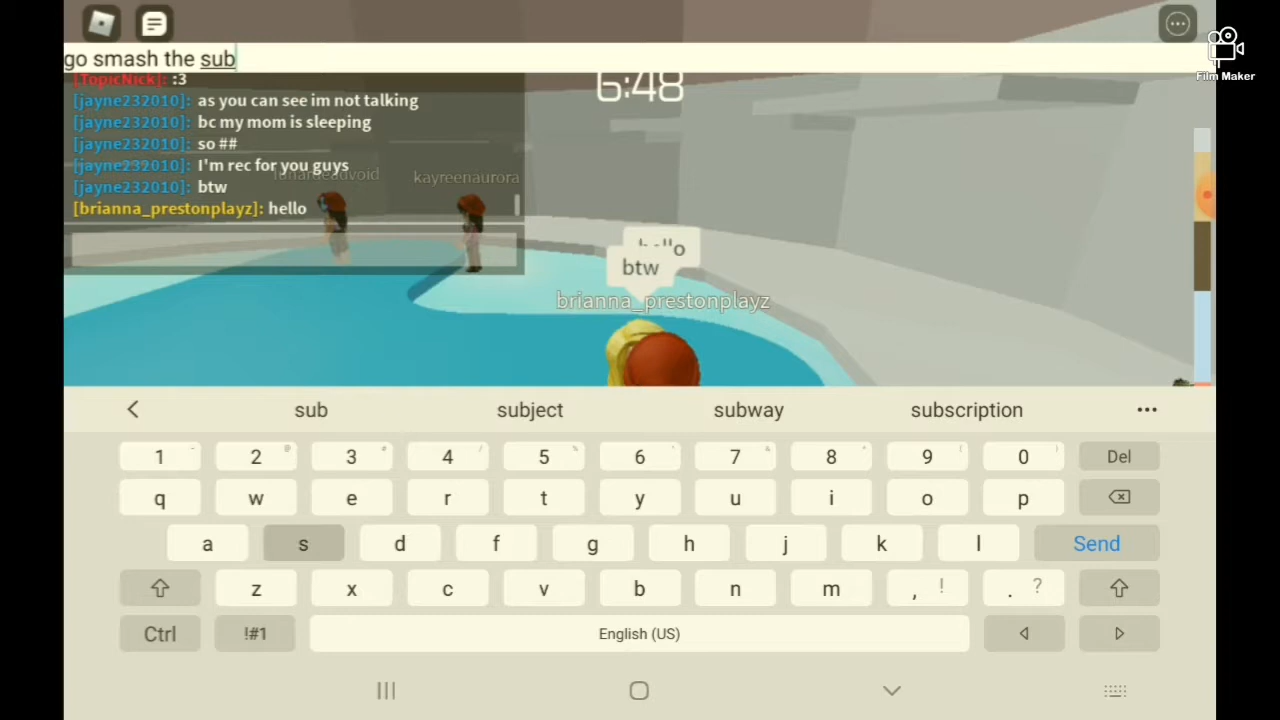 go smash the sub
Film Maker
[TopicNick]: :3
6:48
[jayne232010]: as you can see im not talking
[jayne232010]: bc my mom is sleeping
[jayne232010]: so ##
[jayne232010]: I'm rec for you guys
kayreenaurora
[jayne232010]: btw
[brianna_prestonplayz]: hello
hello
btw
brianna_prestonplayz
sub subject subway subscription
1 2 3 4 5 6 7 8 9 0 Del
q w e r t y u i o p
a s d f g h j k l Send
z x c v b n m , ! . ?
Ctrl !#1 English (US)